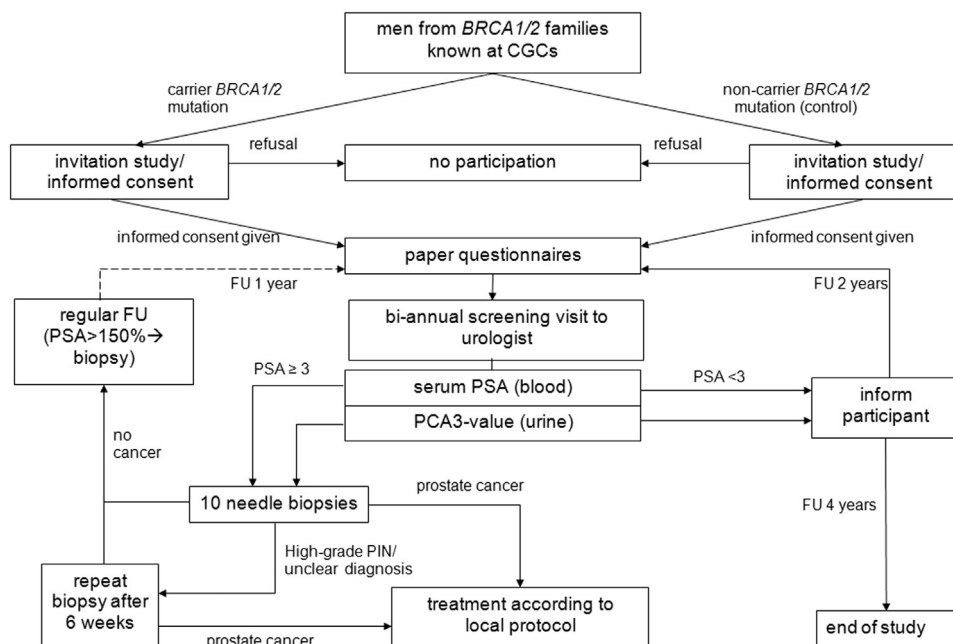 men from BRCA1/2 families
known at CGCs
carrier BRCA1/2
mutation
non-carrier BRCA1/2
mutation (control)
invitation study/
informed consent
refusal
no participation
refusal
invitation study/
informed consent
informed consent given
informed consent given
paper questionnaires
FU 1 year
FU 2 years
regular FU
(PSA>150%→
biopsy)
bi-annual screening visit to
urologist
PSA ≥ 3
serum PSA (blood)
PSA <3
PCA3-value (urine)
inform
participant
no
cancer
10 needle biopsies
prostate cancer
FU 4 years
High-grade PIN/
unclear diagnosis
repeat
biopsy after
6 weeks
prostate cancer
treatment according to
local protocol
end of study